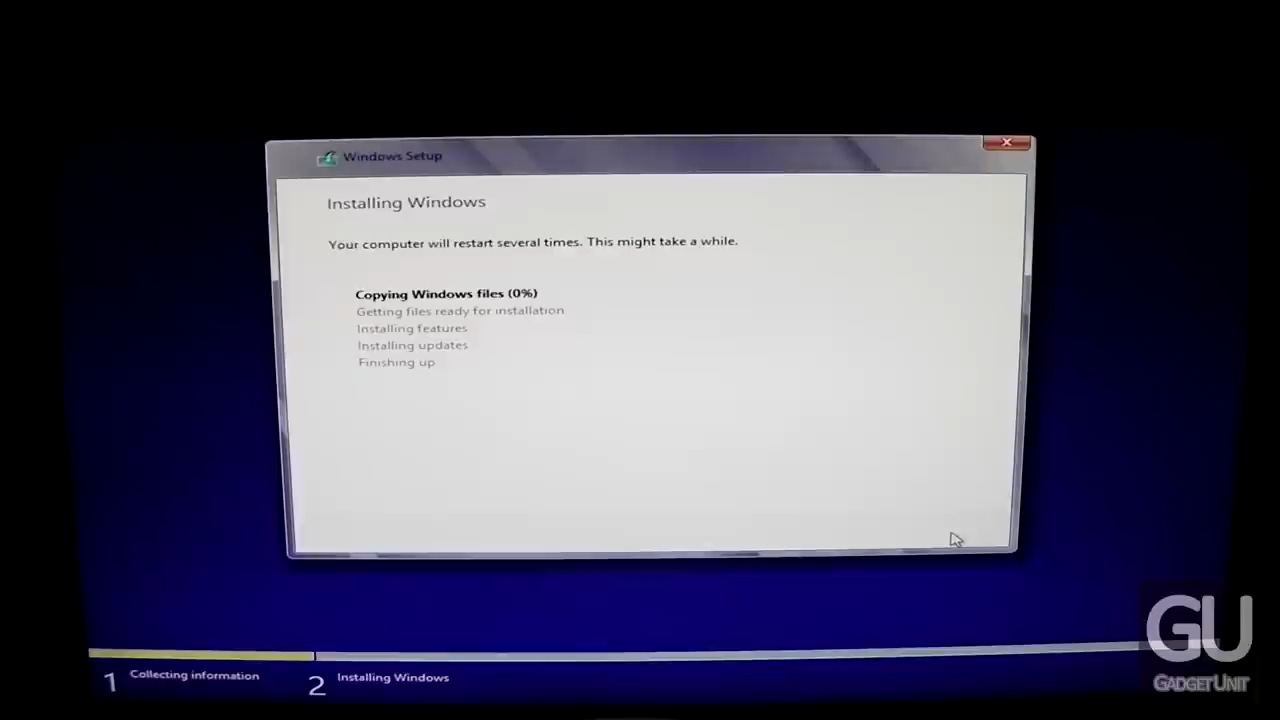 Windows Setup
Installing Windows
Your computer will restart several times. This might take a while.
Copying Windows files (0%)
Getting files ready for installation
Installing features
Installing updates
Finishing up
1 Collecting information
2 Installing Windows
GU
GADGETUNIT